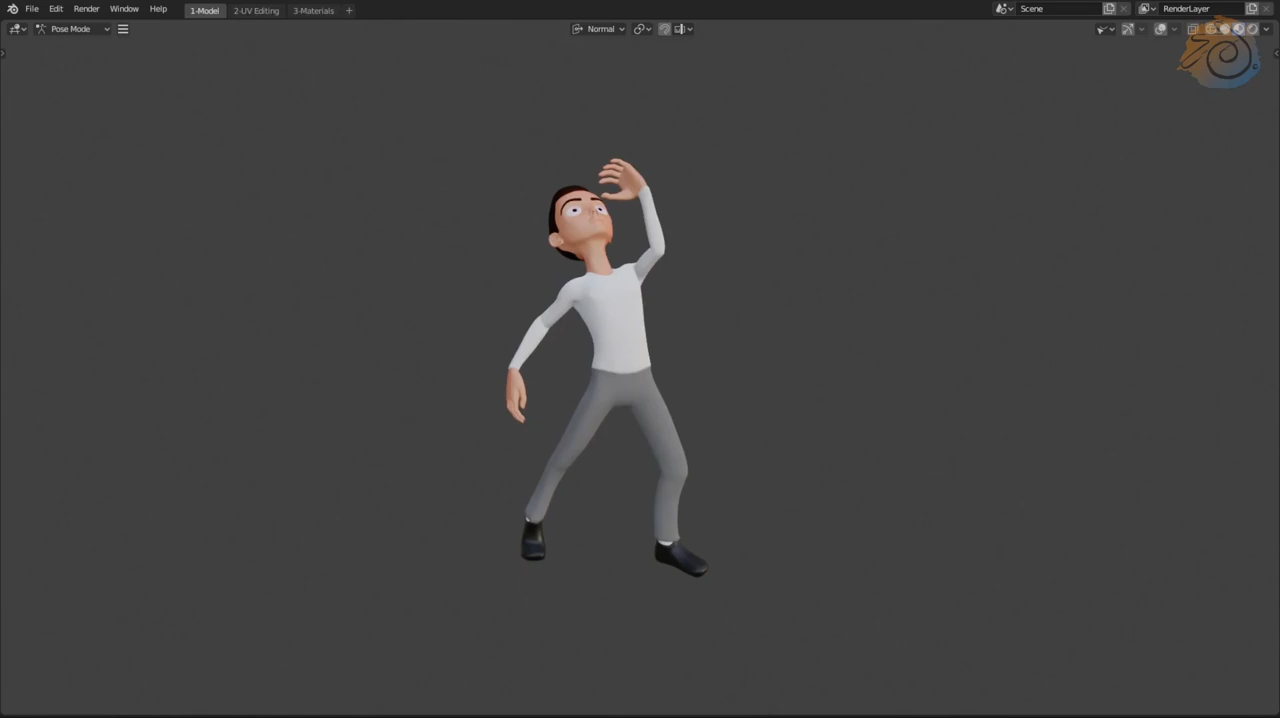 File Edit Render Window Help 1-Model 2-UV Editing 3-Materials + Scene RenderLayer
Pose Mode Normal